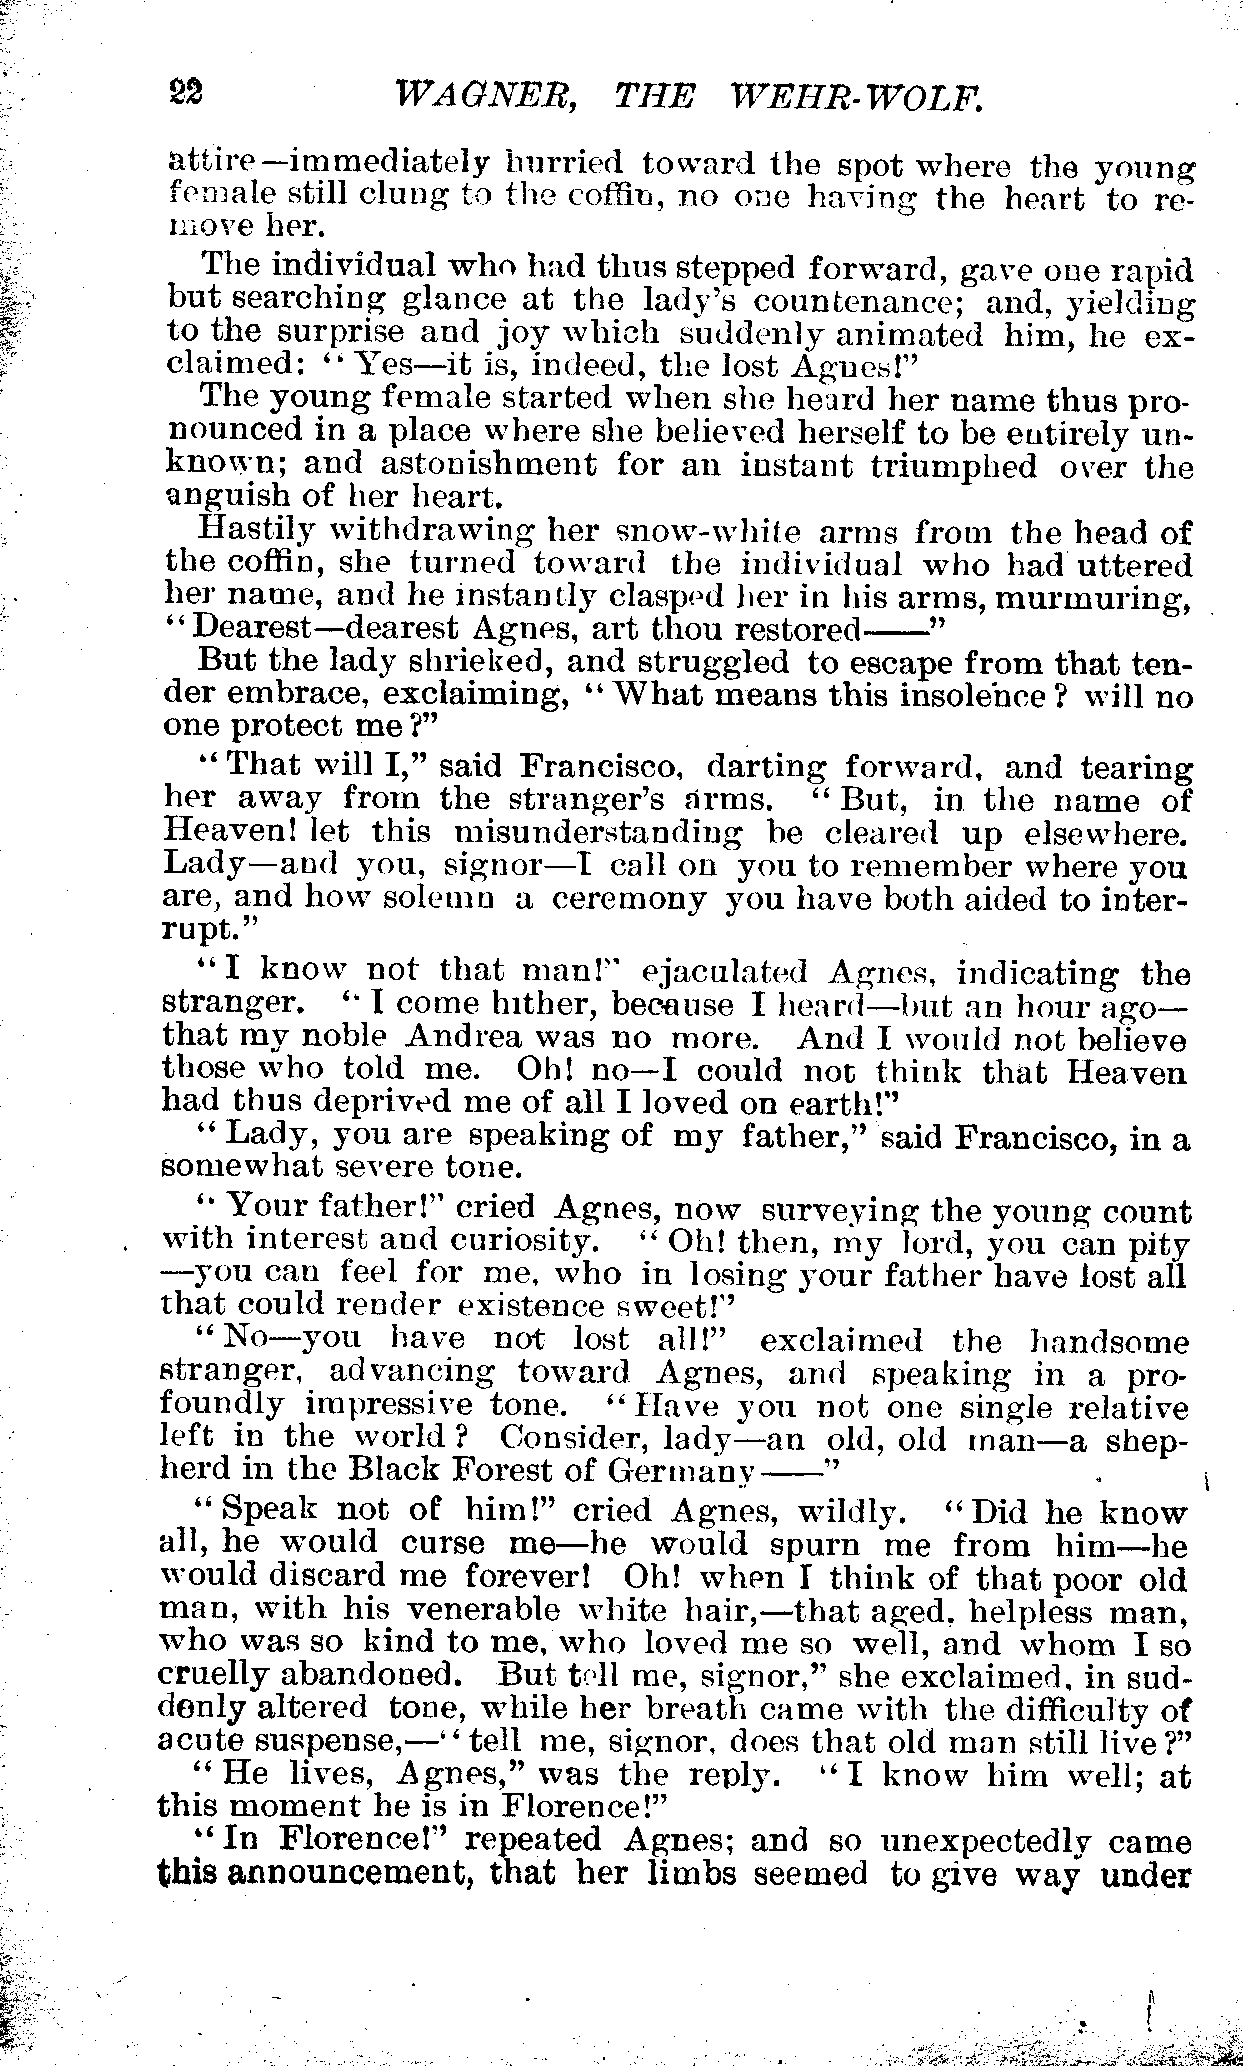 22 WAGNER, THE WEHR-WOLF.
attire—immediately hurried toward the spot where the young
female still clung to the coffin, no one having the heart to re-
move her.
The individual who had thus stepped forward, gave one rapid
but searching glance at the lady's countenance; and, yielding
to the surprise and joy which suddenly animated him, he ex-
claimed: "Yes—it is, indeed, the lost Agnes!"
The young female started when she heard her name thus pro-
nounced in a place where she believed herself to be entirely un-
known; and astonishment for an instant triumphed over the
anguish of her heart.
Hastily withdrawing her snow-white arms from the head of
the coffin, she turned toward the individual who had uttered
her name, and he instantly clasped her in his arms, murmuring,
"Dearest—dearest Agnes, art thou restored——"
But the lady shrieked, and struggled to escape from that ten-
der embrace, exclaiming, "What means this insolence? will no
one protect me?"
"That will I," said Francisco, darting forward, and tearing
her away from the stranger's arms. "But, in the name of
Heaven! let this misunderstanding be cleared up elsewhere.
Lady—and you, signor—I call on you to remember where you
are, and how solemn a ceremony you have both aided to inter-
rupt."
"I know not that man!" ejaculated Agnes, indicating the
stranger. "I come hither, because I heard—but an hour ago—
that my noble Andrea was no more. And I would not believe
those who told me. Oh! no—I could not think that Heaven
had thus deprived me of all I loved on earth!"
"Lady, you are speaking of my father," said Francisco, in a
somewhat severe tone.
"Your father!" cried Agnes, now surveying the young count
with interest and curiosity. "Oh! then, my lord, you can pity
—you can feel for me, who in losing your father have lost all
that could render existence sweet!"
"No—you have not lost all!" exclaimed the handsome
stranger, advancing toward Agnes, and speaking in a pro-
foundly impressive tone. "Have you not one single relative
left in the world? Consider, lady—an old, old man—a shep-
herd in the Black Forest of Germany——"
"Speak not of him!" cried Agnes, wildly. "Did he know
all, he would curse me—he would spurn me from him—he
would discard me forever! Oh! when I think of that poor old
man, with his venerable white hair,—that aged, helpless man,
who was so kind to me, who loved me so well, and whom I so
cruelly abandoned. But tell me, signor," she exclaimed, in sud-
denly altered tone, while her breath came with the difficulty of
acute suspense,—"tell me, signor, does that old man still live?"
"He lives, Agnes," was the reply. "I know him well; at
this moment he is in Florence!"
"In Florence!" repeated Agnes; and so unexpectedly came
this announcement, that her limbs seemed to give way under